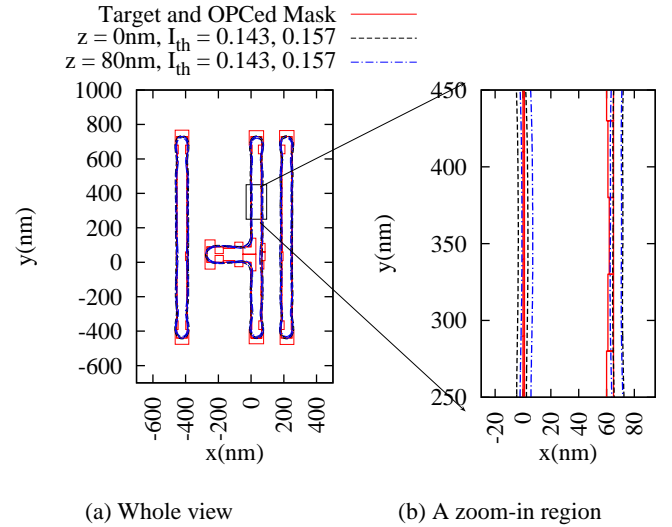 Target and OPCed Mask
z = 0nm, I_th = 0.143, 0.157
z = 80nm, I_th = 0.143, 0.157
1000
800
600
400
200
0
-200
-400
-600
y(nm)
-600
-400
-200
0
200
400
x(nm)
(a) Whole view
450
400
350
300
250
y(nm)
-20
0
20
40
60
80
x(nm)
(b) A zoom-in region